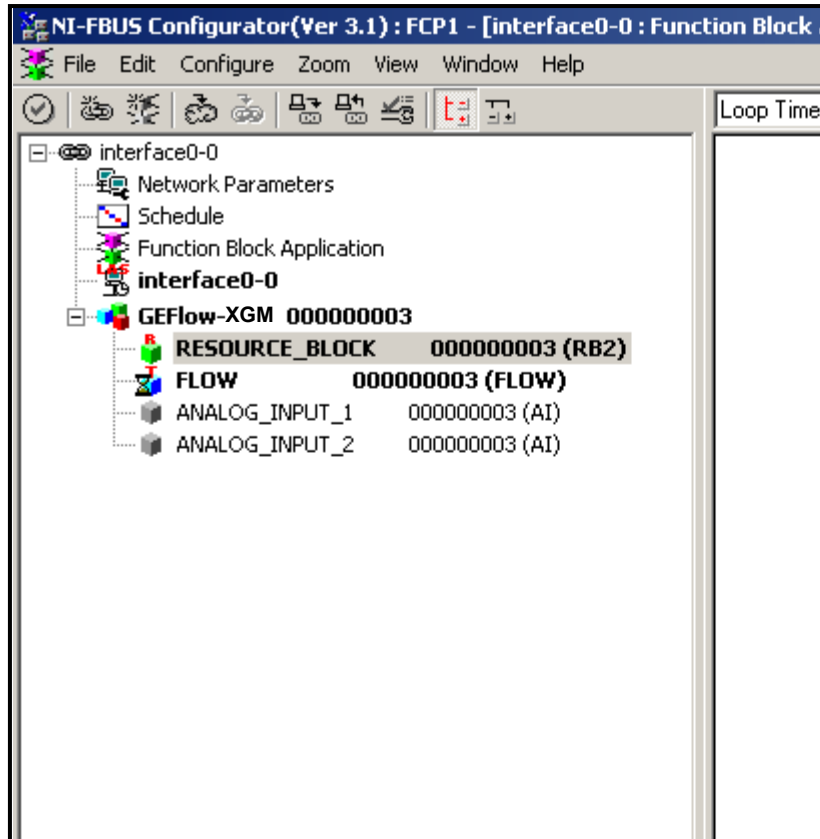 NI-FBUS Configurator(Ver 3.1) : FCP1 - [interface0-0 : Function Block
File Edit Configure Zoom View Window Help
Loop Time
interface0-0
Network Parameters
Schedule
Function Block Application
LAS
interface0-0
GEFlow-XGM 000000003
R
RESOURCE_BLOCK 000000003 (RB2)
T
FLOW 000000003 (FLOW)
ANALOG_INPUT_1 000000003 (AI)
ANALOG_INPUT_2 000000003 (AI)